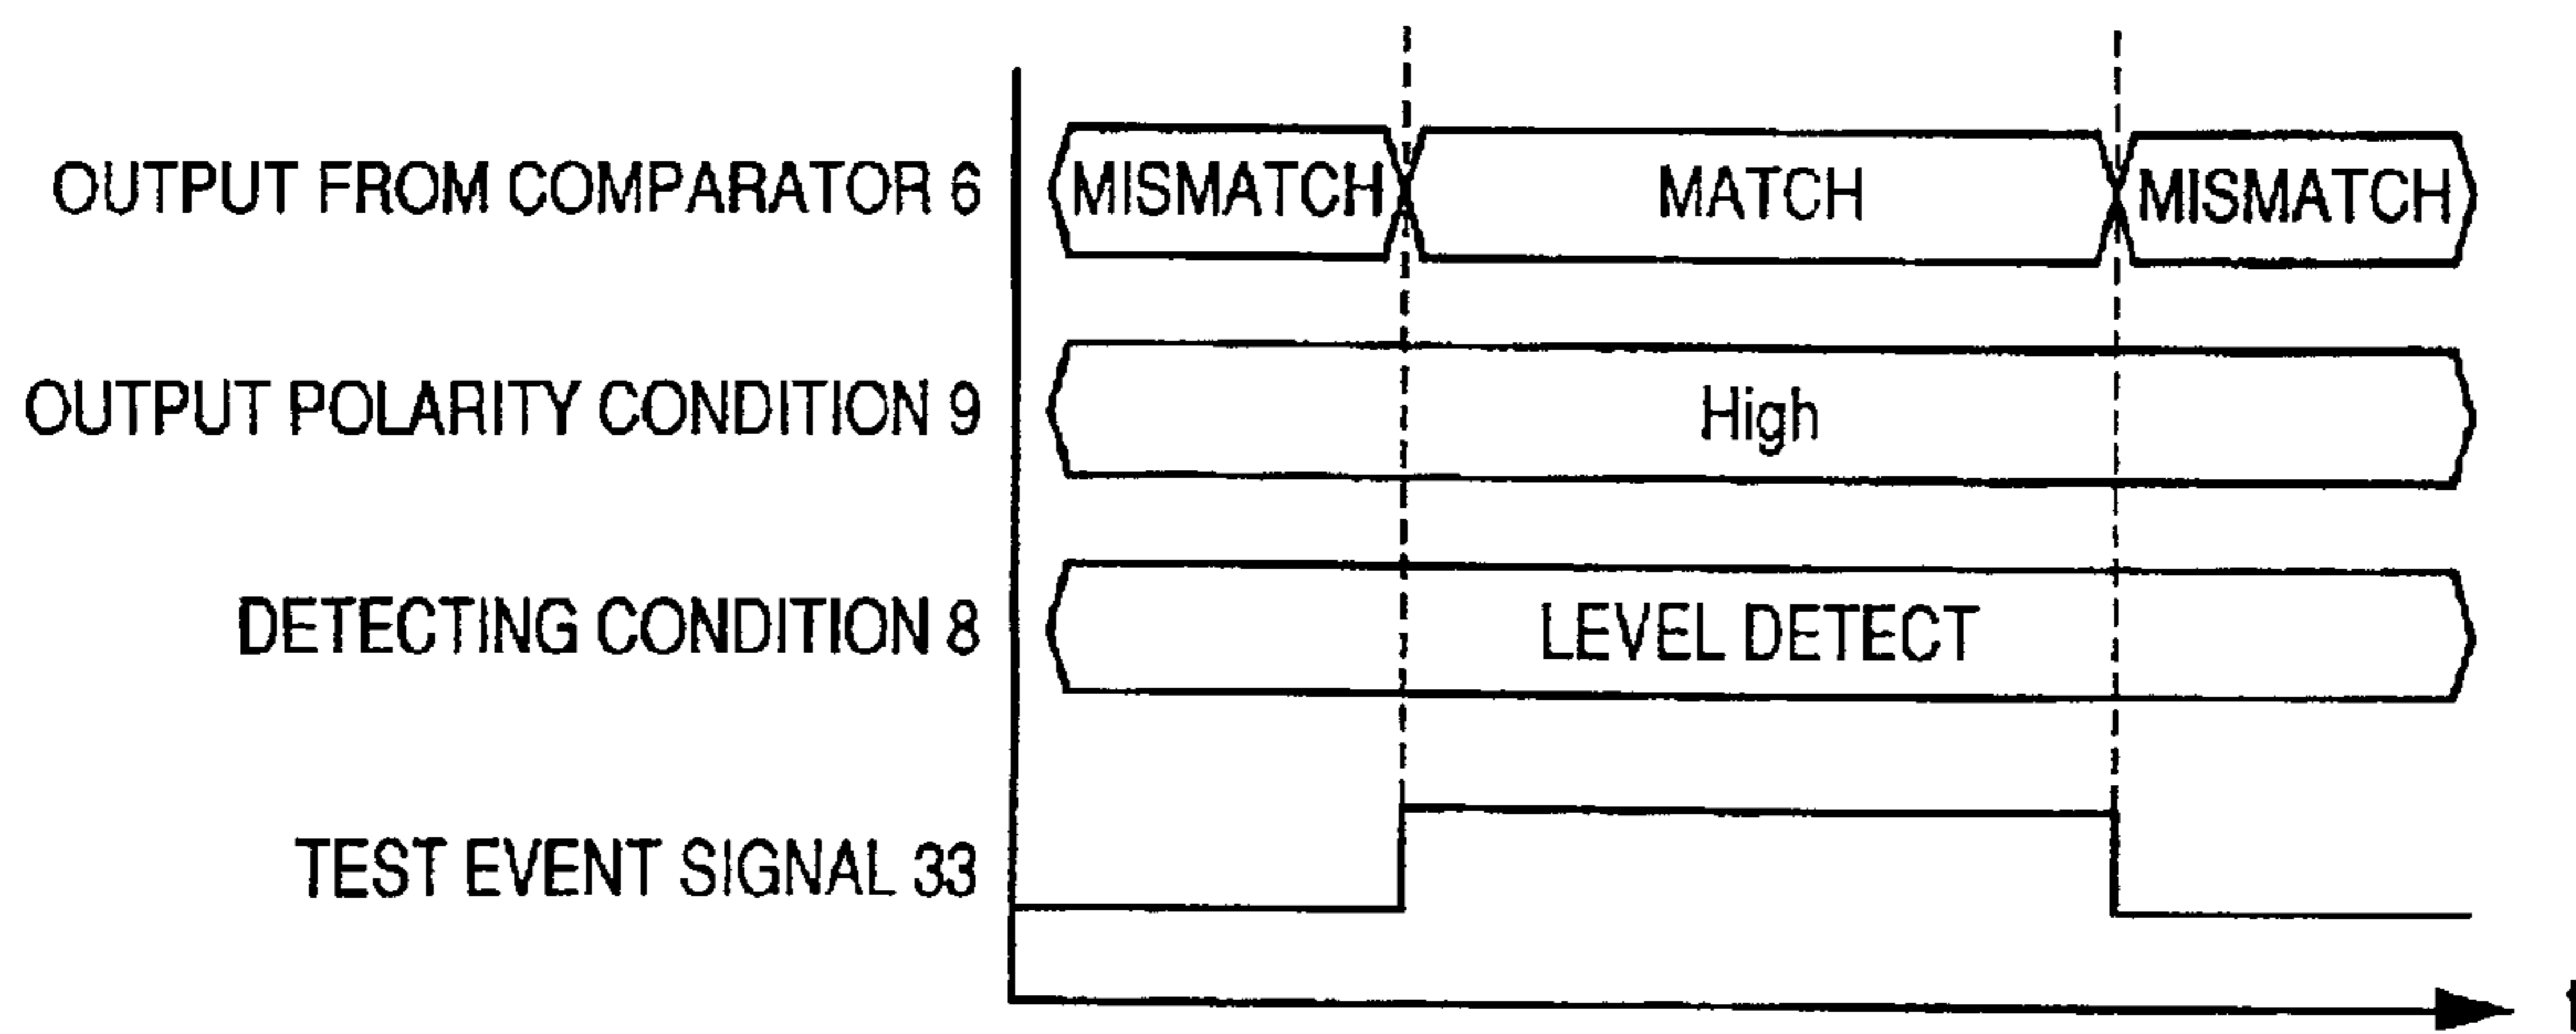 OUTPUT FROM COMPARATOR 6
MISMATCH
MATCH
MISMATCH
OUTPUT POLARITY CONDITION 9
High
DETECTING CONDITION 8
LEVEL DETECT
TEST EVENT SIGNAL 33